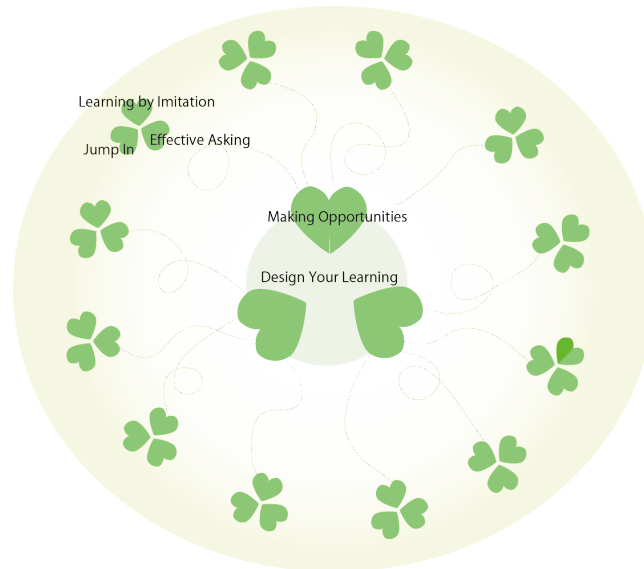 Learning by Imitation
Effective Asking
Jump In
Making Opportunities
Design Your Learning